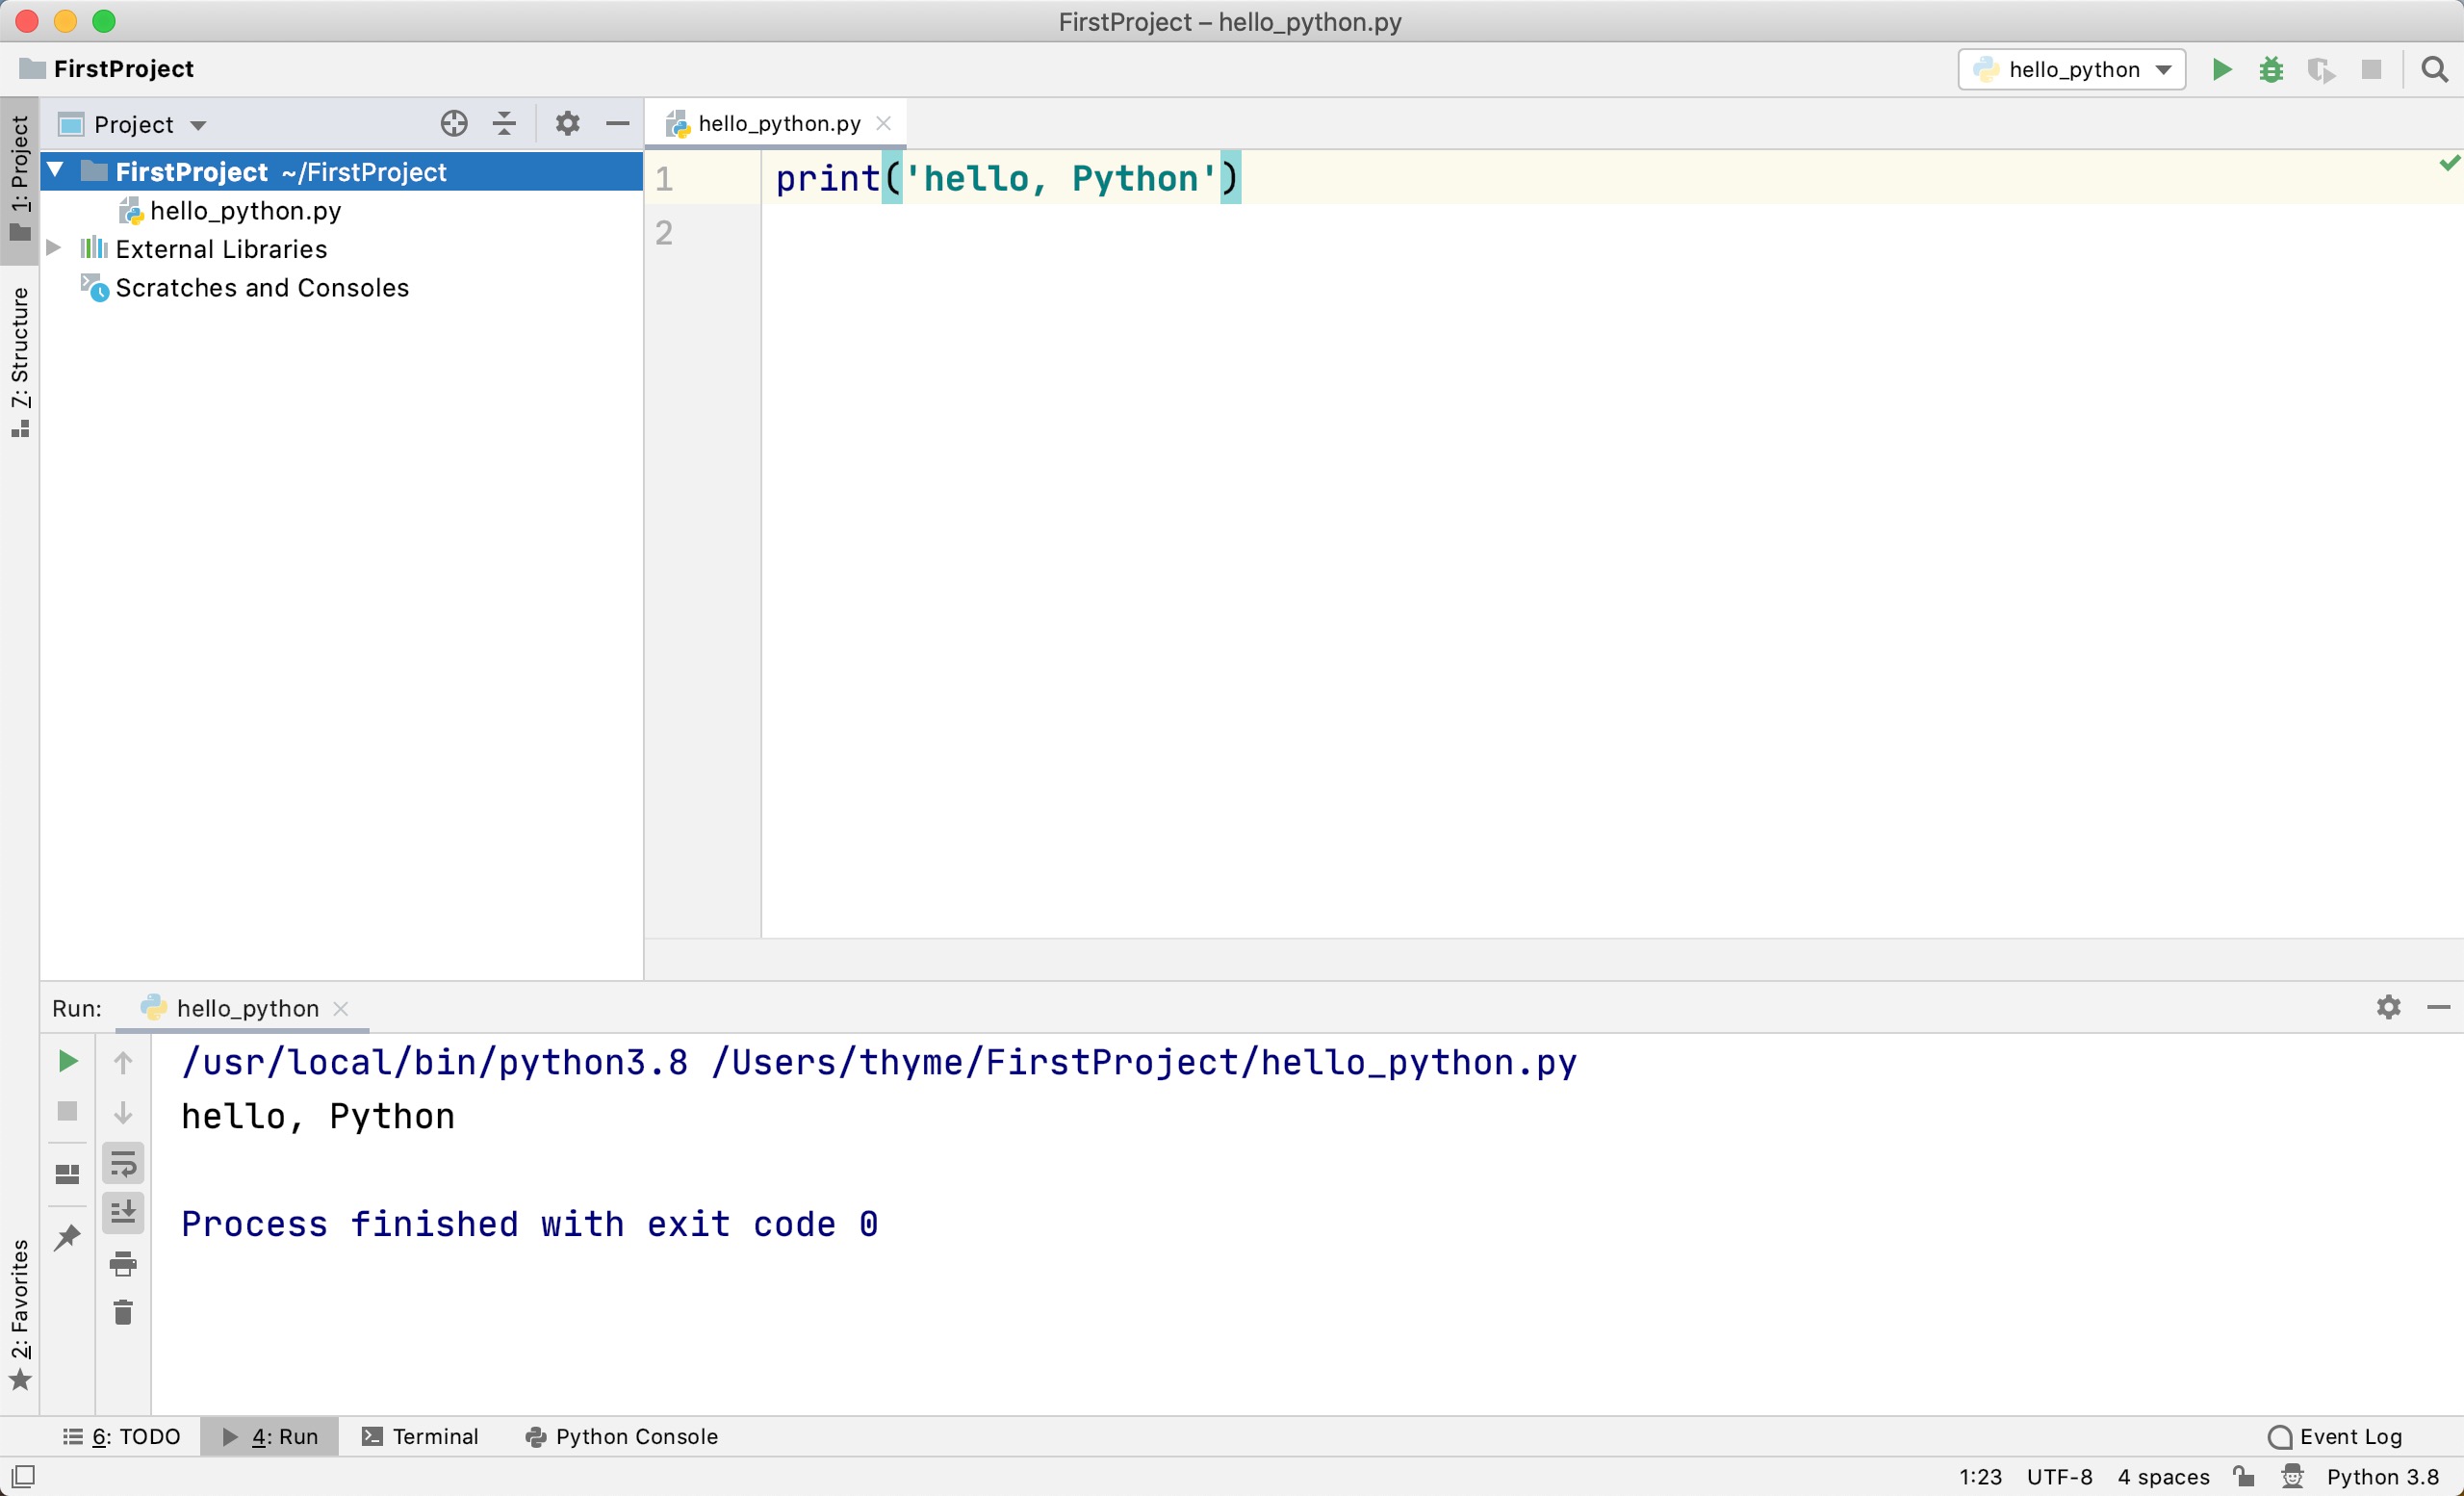 FirstProject – hello_python.py
FirstProject
hello_python
1: Project
Project
hello_python.py
FirstProject ~/FirstProject
hello_python.py
External Libraries
Scratches and Consoles
7: Structure
1 print('hello, Python')
2
Run: hello_python
/usr/local/bin/python3.8 /Users/thyme/FirstProject/hello_python.py
hello, Python
Process finished with exit code 0
2: Favorites
6: TODO 4: Run Terminal Python Console Event Log
1:23 UTF-8 4 spaces Python 3.8